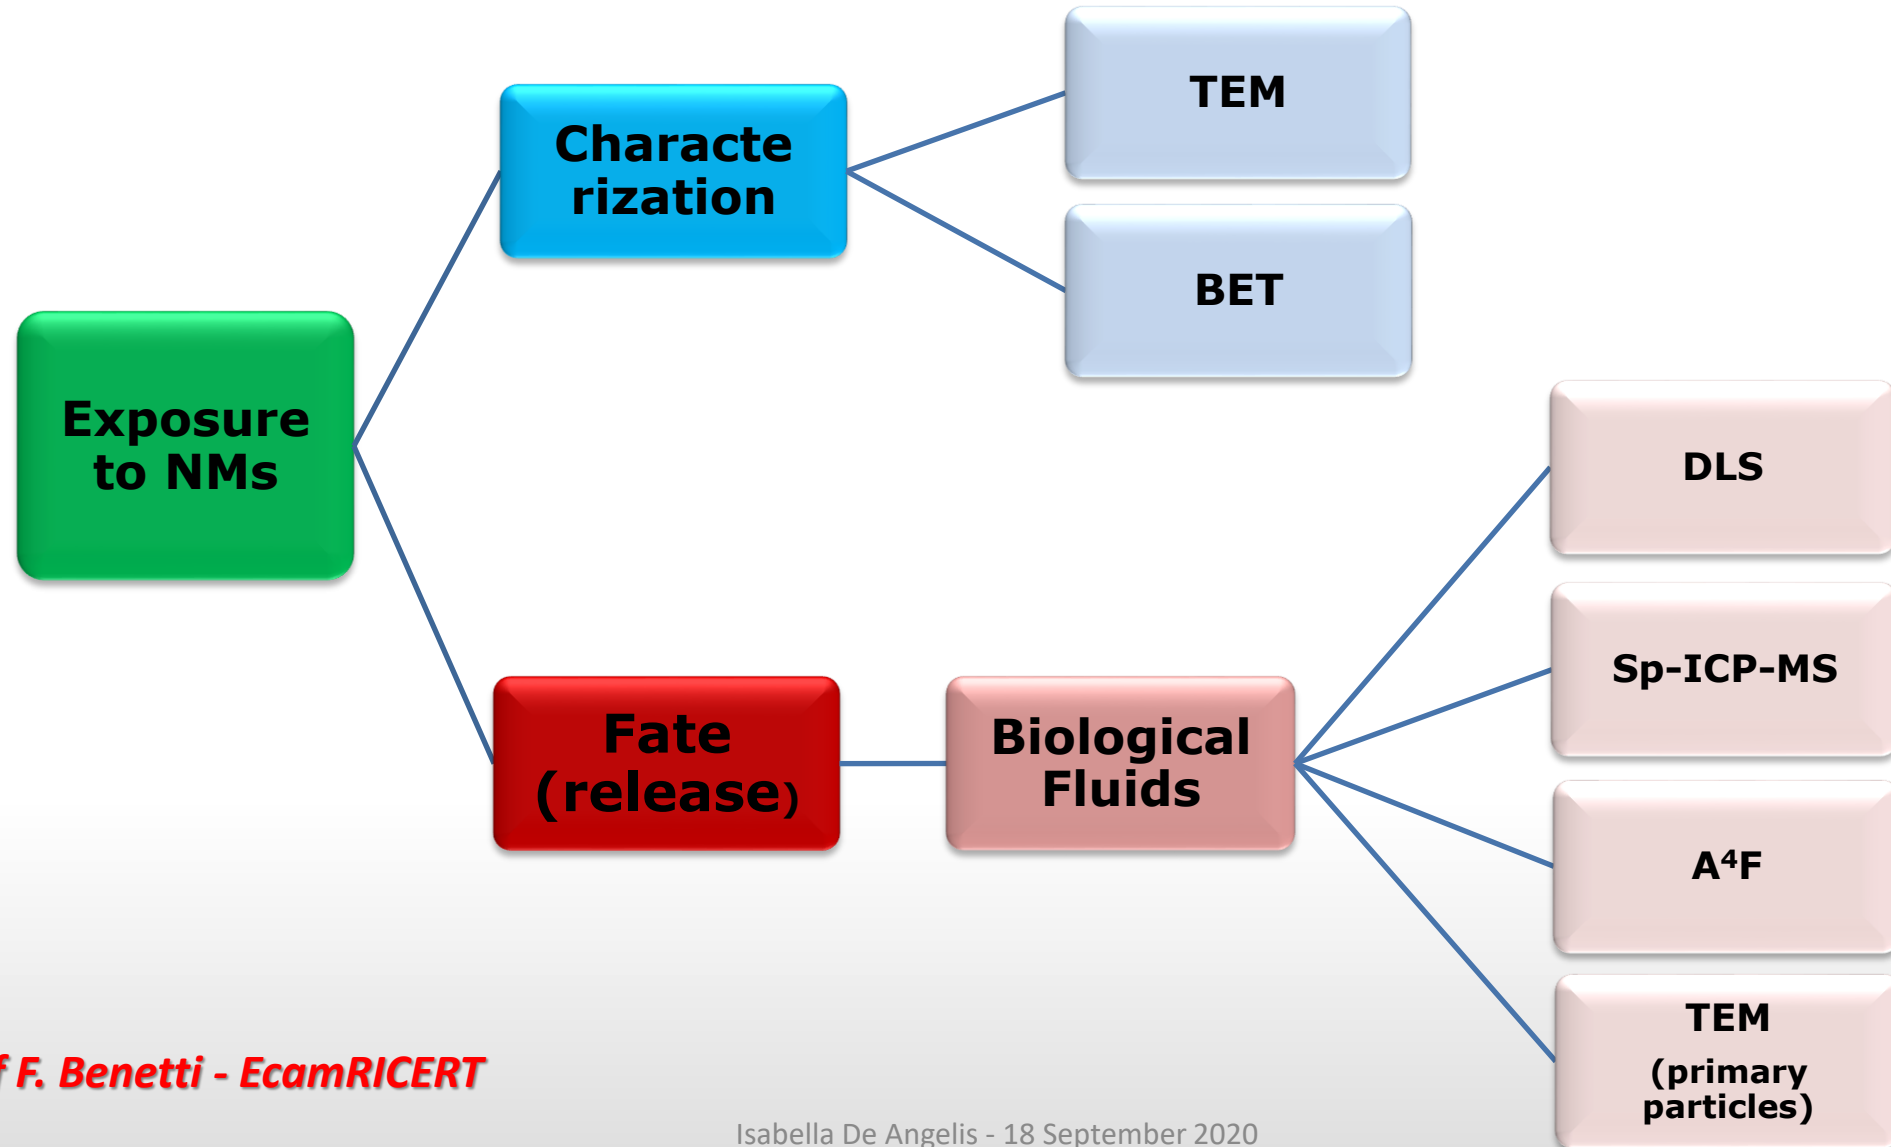 TEM
Characte
rization
BET
Exposure
to NMs
DLS
Sp-ICP-MS
Fate
(release)
Biological
Fluids
A⁴F
TEM
(primary
particles)
F. Benetti - EcamRICERT
Isabella De Angelis - 18 September 2020